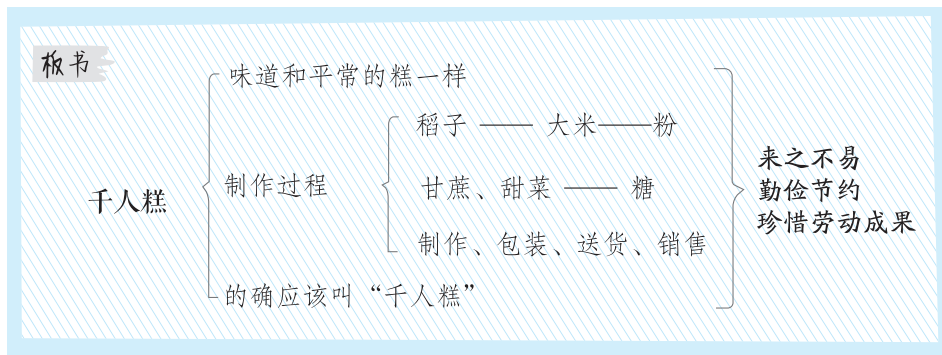 板书
千人糕
味道和平常的糕一样
制作过程
稻子 —— 大米——粉
甘蔗、甜菜 —— 糖
制作、包装、送货、销售
的确应该叫“千人糕”
来之不易
勤俭节约
珍惜劳动成果